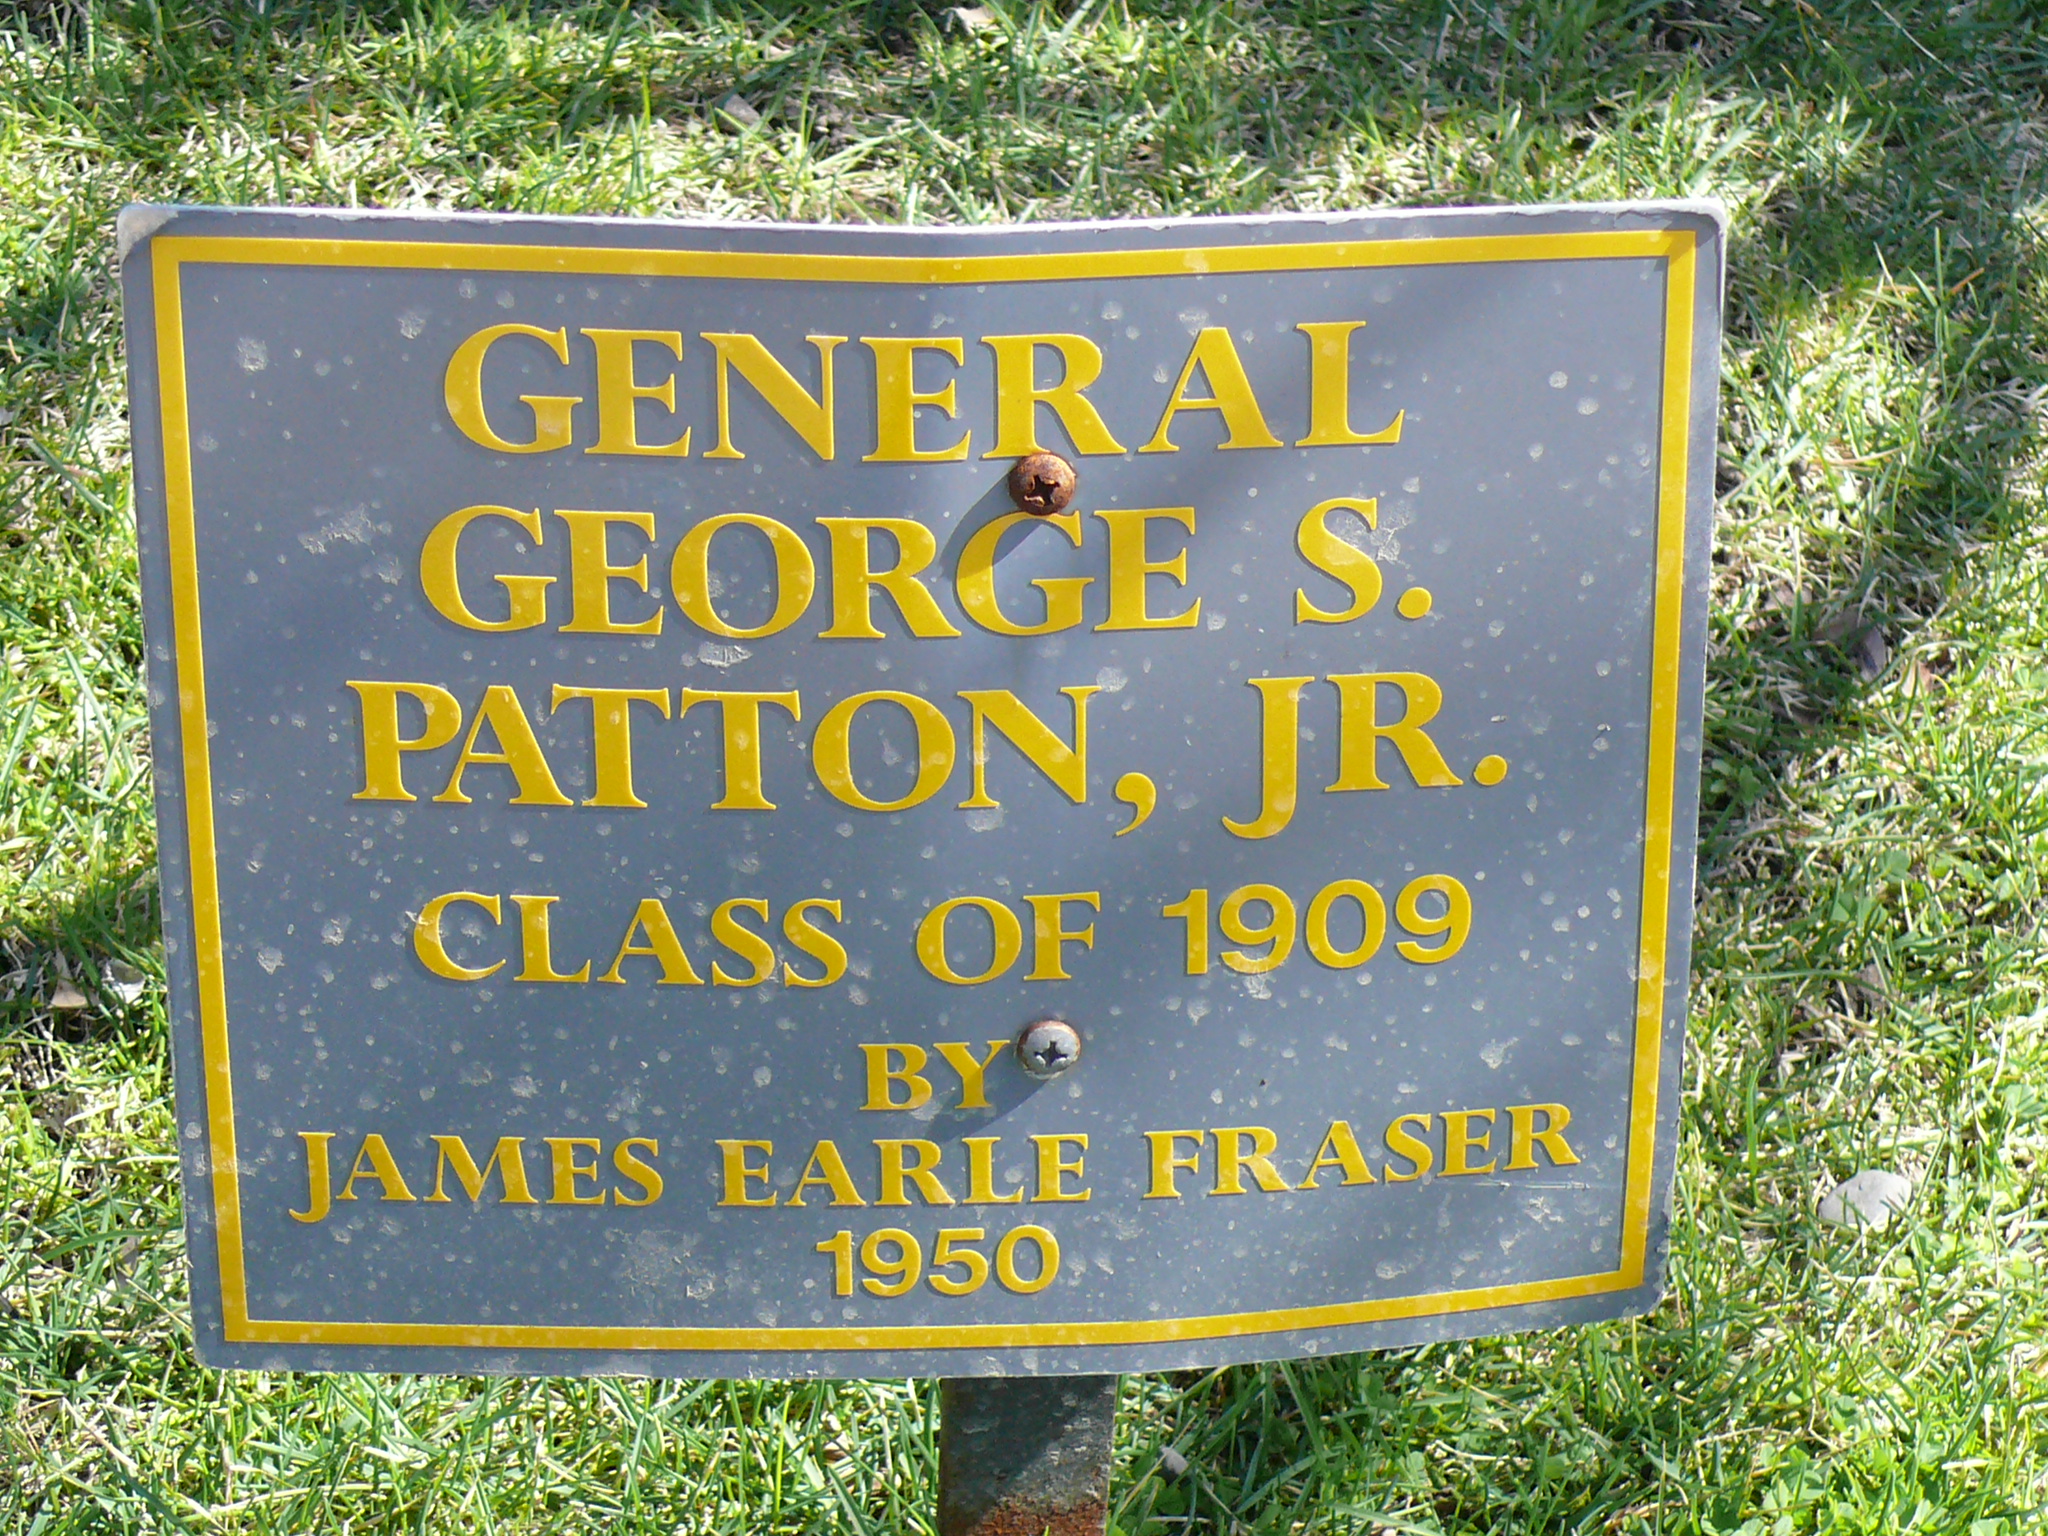 GENERAL
GEORGE S.
PATTON, JR.
CLASS OF 1909
BY
JAMES EARLE FRASER
1950